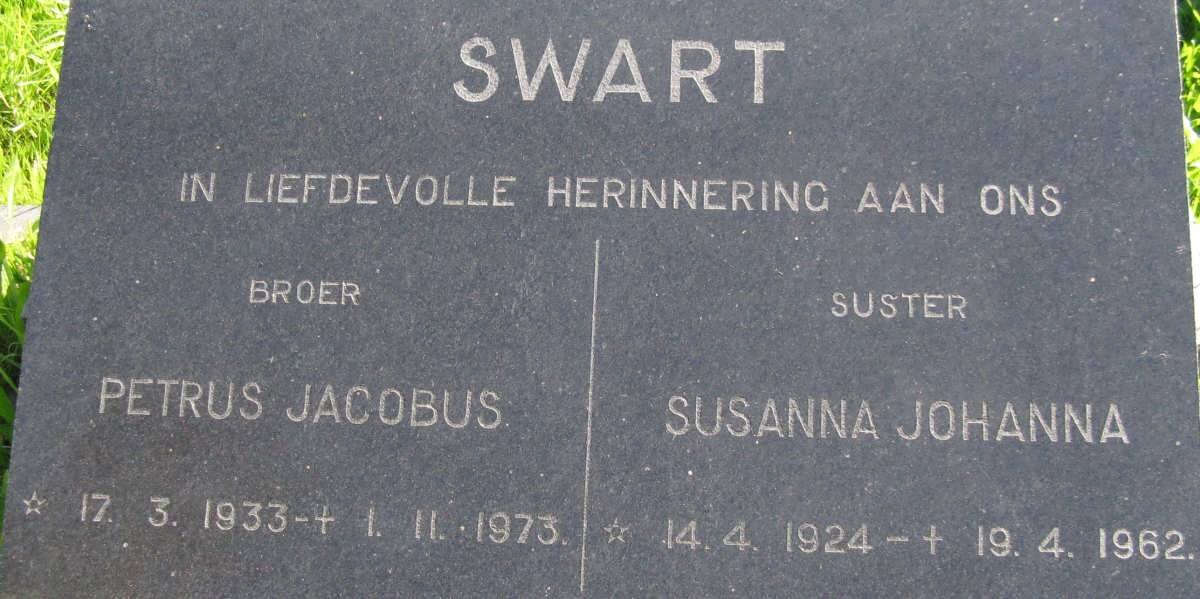 SWART
IN LIEFDEVOLLE HERINNERING AAN ONS
BROER
PETRUS JACOBUS
☆ 17. 3. 1933-† 1. 11. 1973.
SUSTER
SUSANNA JOHANNA
☆ 14. 4. 1924-† 19. 4. 1962.